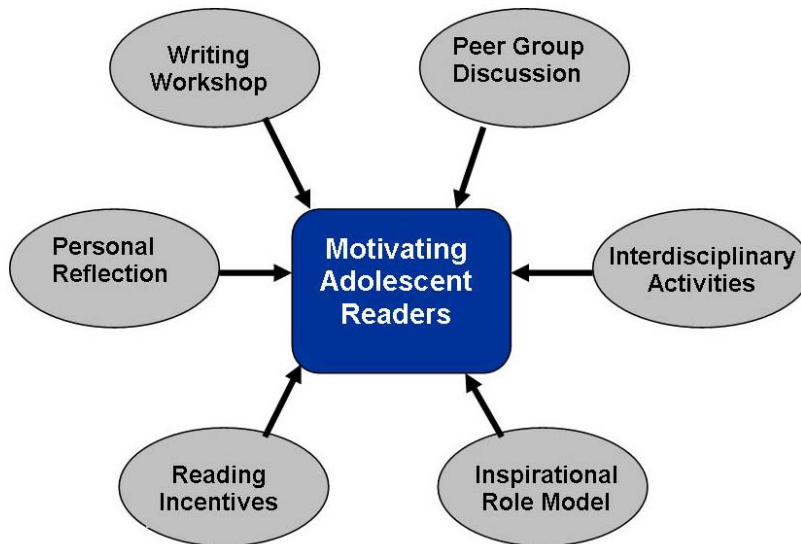 Writing
Workshop
Peer Group
Discussion
Personal
Reflection
Motivating
Adolescent
Readers
Interdisciplinary
Activities
Reading
Incentives
Inspirational
Role Model